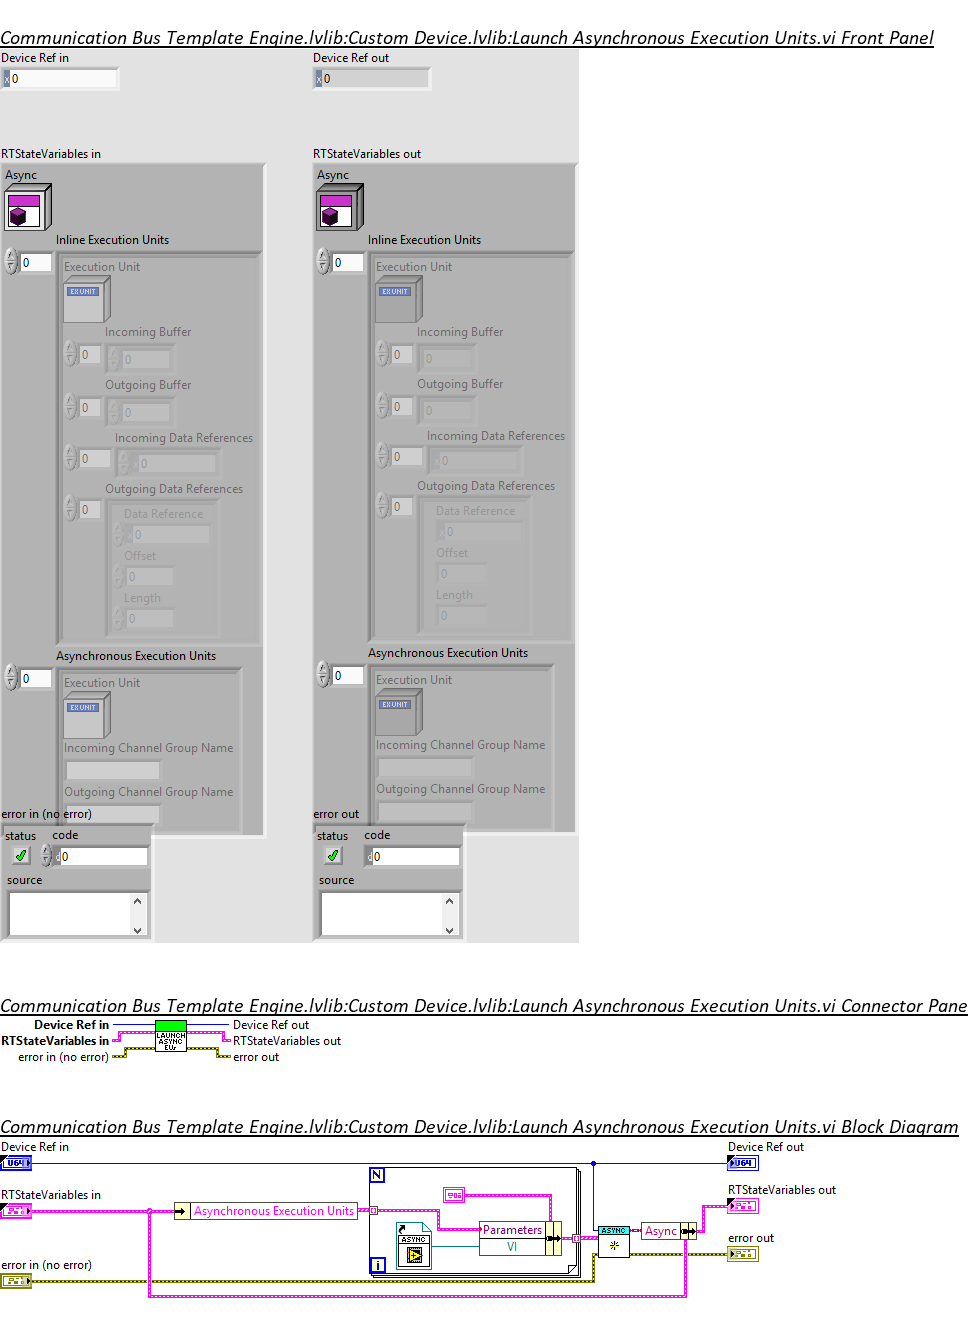 Communication Bus Template Engine.lvlib:Custom Device.lvlib:Launch Asynchronous Execution Units.vi Front Panel
Device Ref in
Device Ref out
x 0
x 0
RTStateVariables in
RTStateVariables out
Async
Async
Inline Execution Units
Inline Execution Units
0
0
Execution Unit
Execution Unit
EX UNIT
EX UNIT
Incoming Buffer
Incoming Buffer
0
0
0
0
Outgoing Buffer
Outgoing Buffer
0
0
0
0
Incoming Data References
Incoming Data References
0
0
0
0
Outgoing Data References
Outgoing Data References
0
0
Data Reference
Data Reference
0
0
Offset
Offset
0
0
Length
Length
0
0
Asynchronous Execution Units
Asynchronous Execution Units
0
0
Execution Unit
Execution Unit
EX UNIT
EX UNIT
Incoming Channel Group Name
Incoming Channel Group Name
Outgoing Channel Group Name
Outgoing Channel Group Name
error in (no error)
error out
status code
status code
d 0
d 0
source
source
Communication Bus Template Engine.lvlib:Custom Device.lvlib:Launch Asynchronous Execution Units.vi Connector Pane
Device Ref in
Device Ref out
RTStateVariables in
LAUNCH
ASYNC
EUs
RTStateVariables out
error in (no error)
error out
Communication Bus Template Engine.lvlib:Custom Device.lvlib:Launch Asynchronous Execution Units.vi Block Diagram
Device Ref in
Device Ref out
U64
U64
N
RTStateVariables in
RTStateVariables out
Asynchronous Execution Units
Parameters
VI
ASYNC
ASYNC
Async
error out
error in (no error)
i